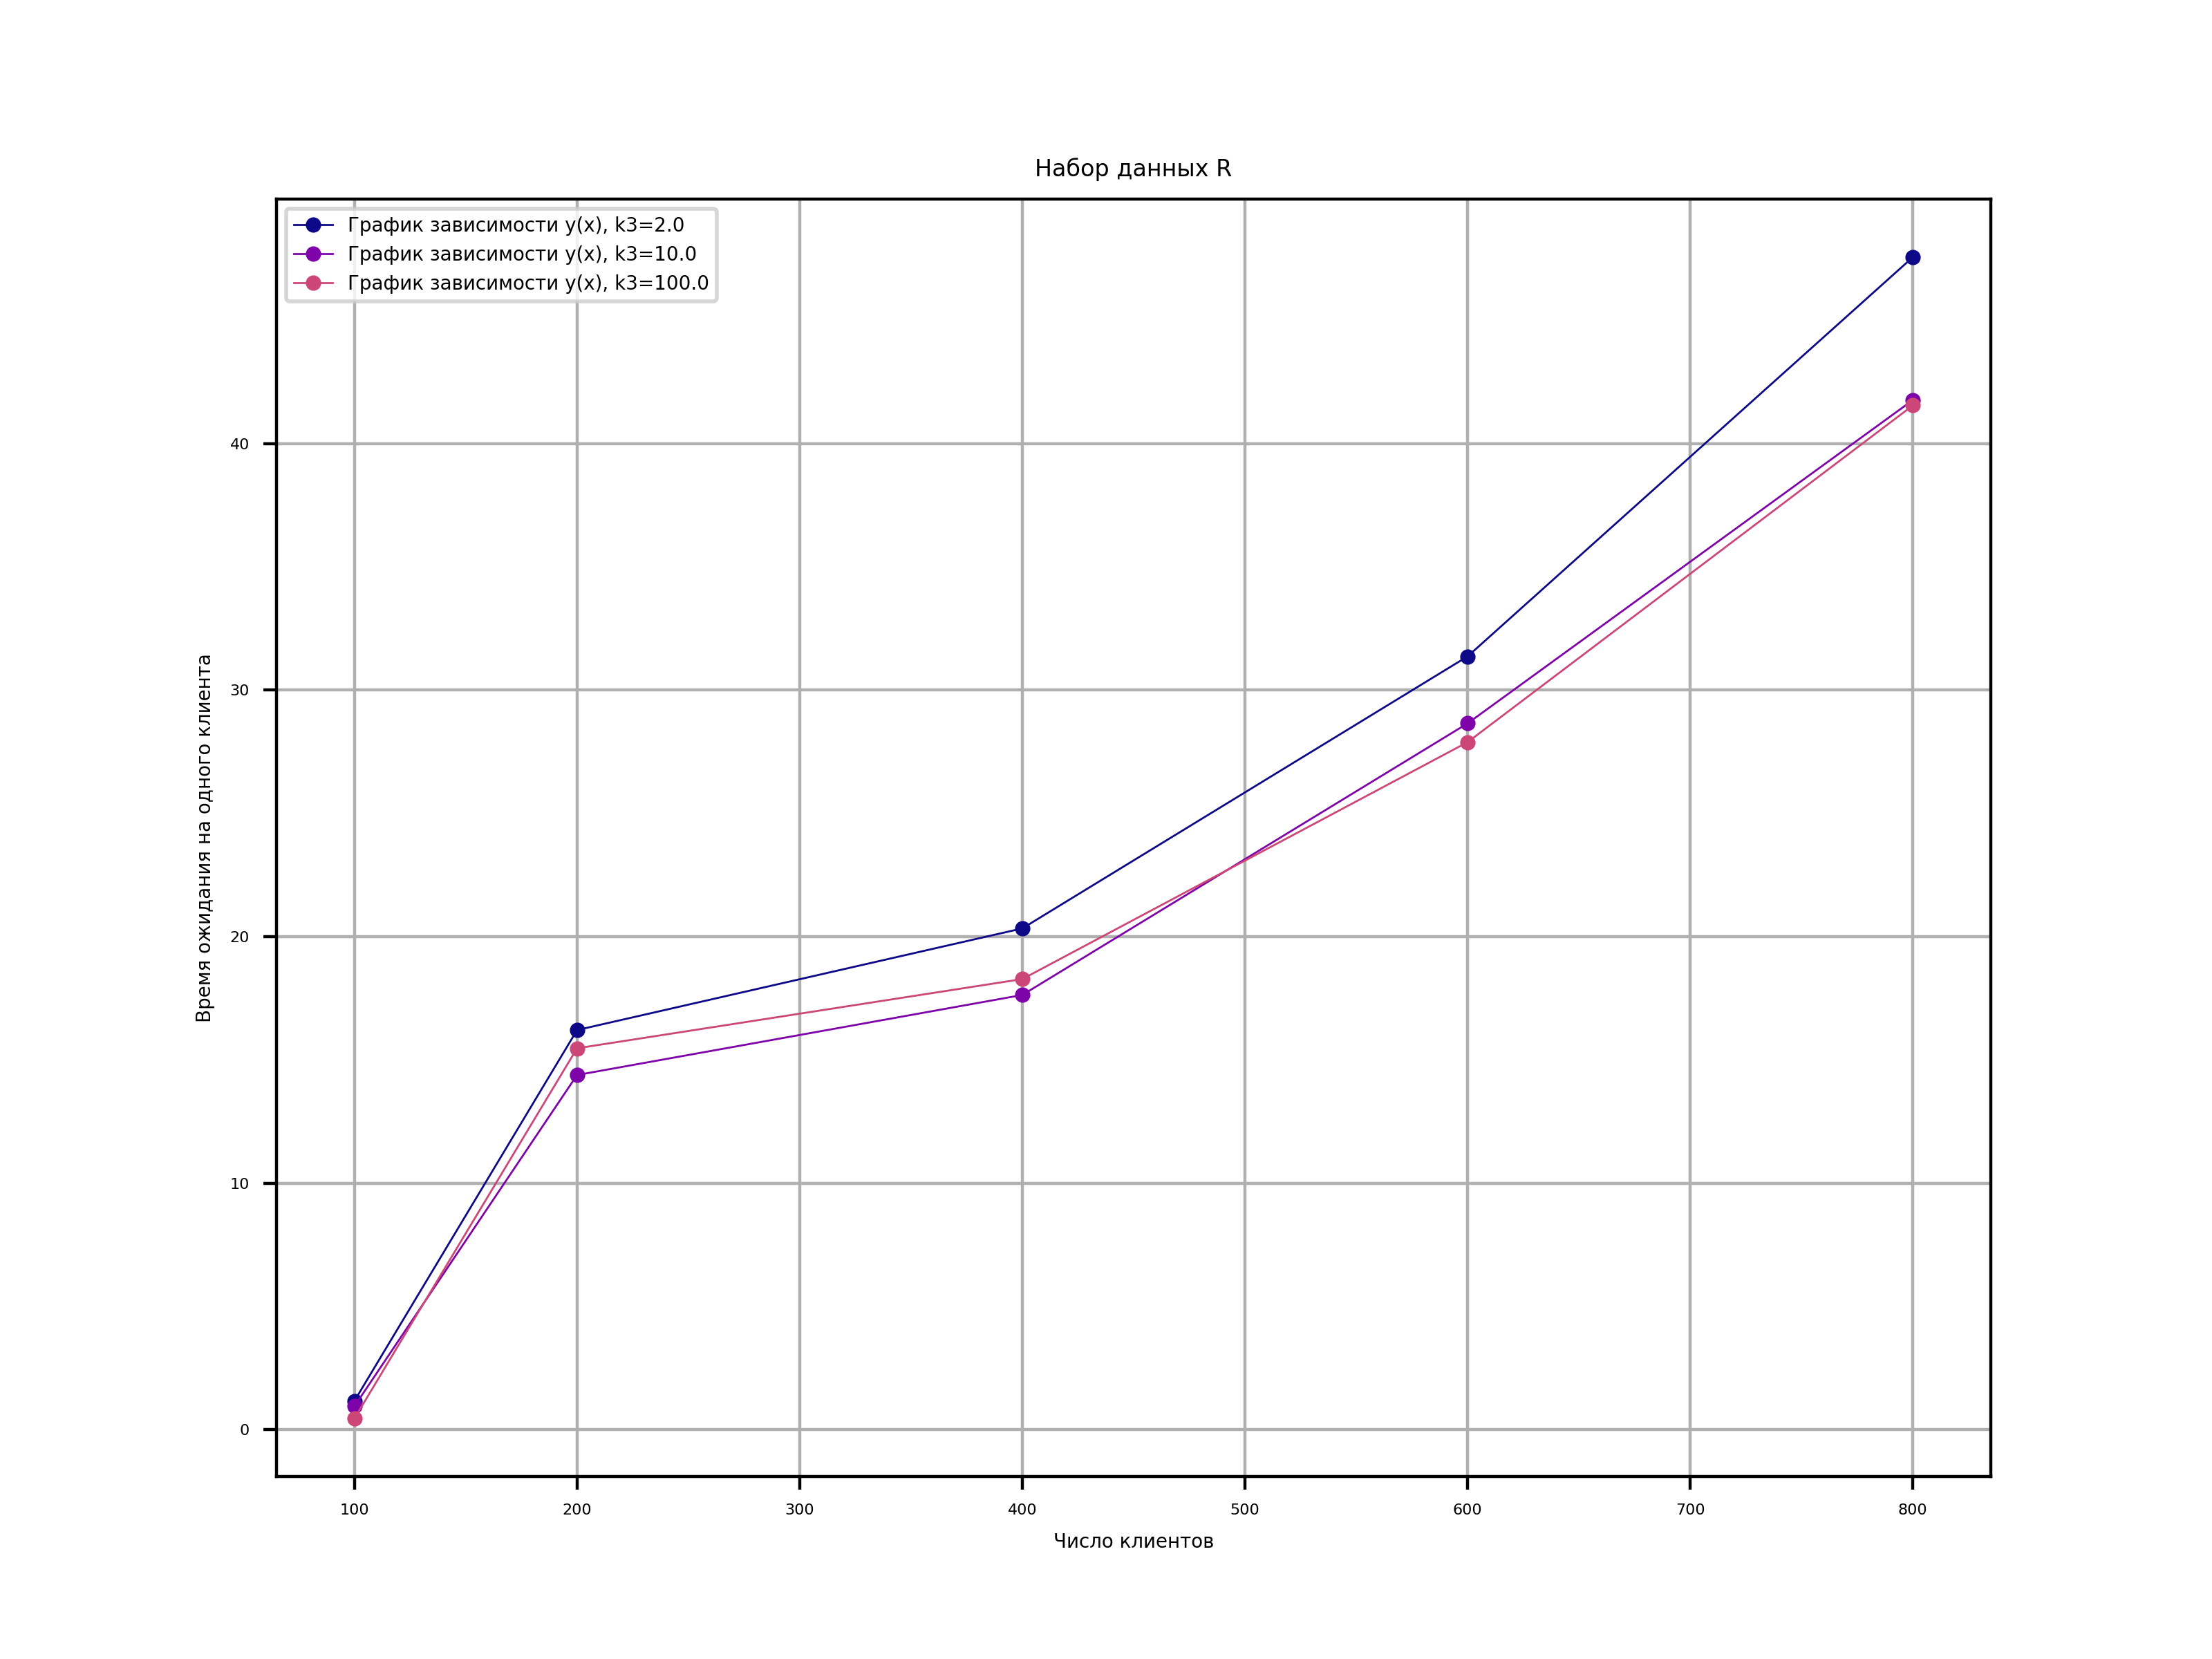 Набор данных R
График зависимости y(x), k3=2.0
График зависимости y(x), k3=10.0
График зависимости y(x), k3=100.0
Время ожидания на одного клиента
40
30
20
10
0
100 200 300 400 500 600 700 800
Число клиентов